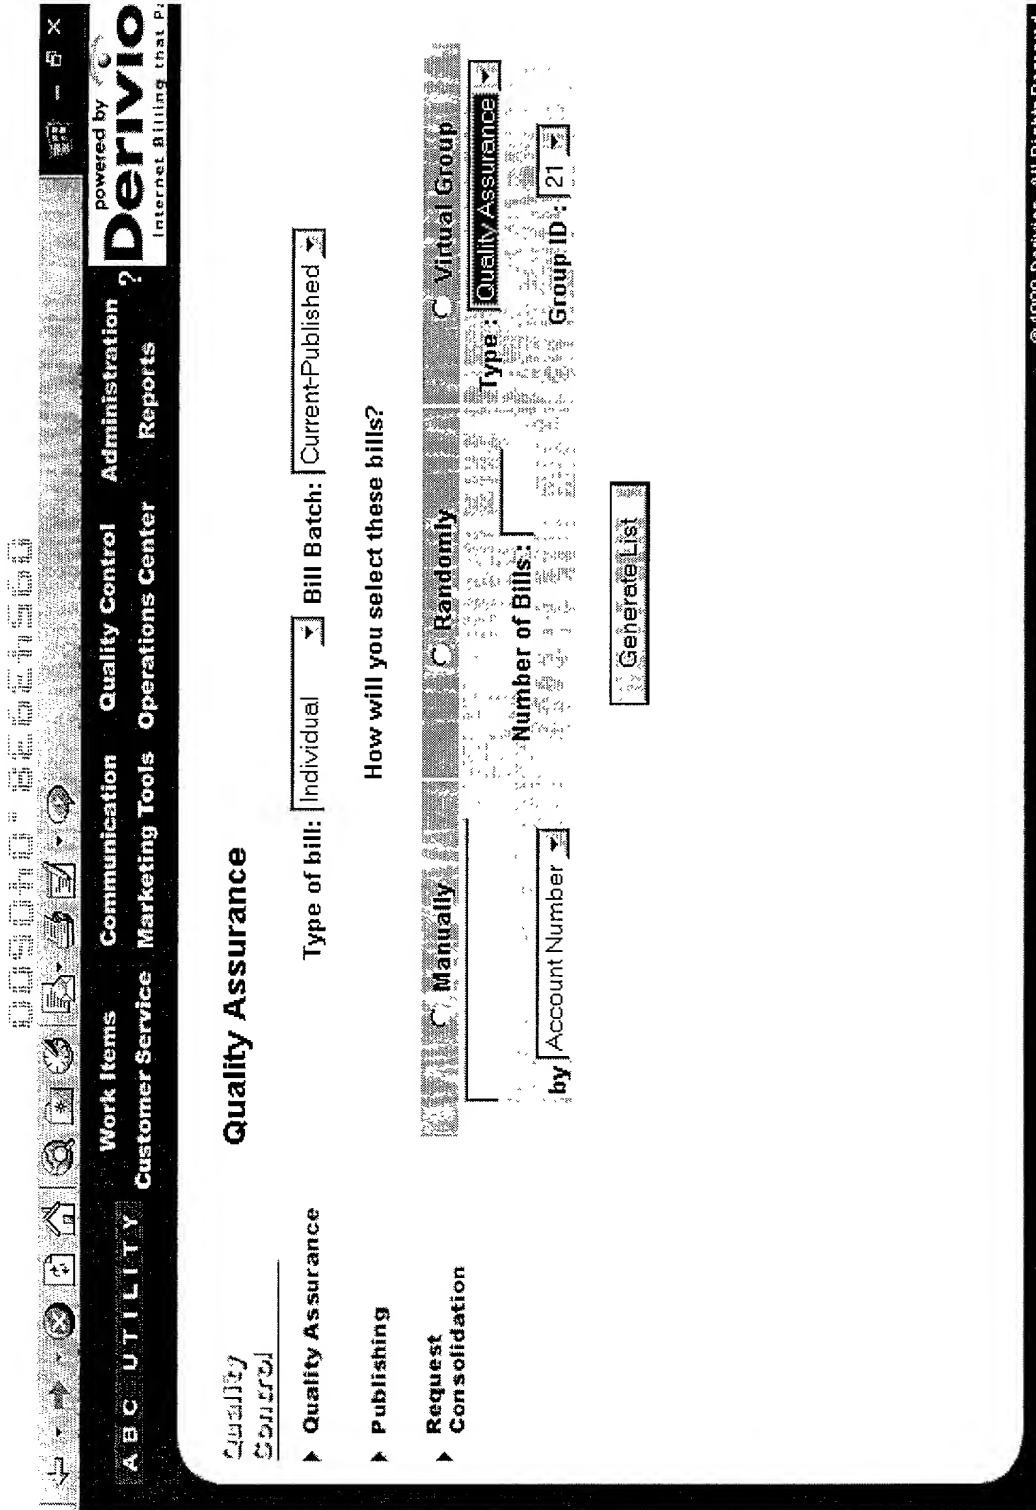 powered by
Derivio
Internet Billing that Pa
ABC UTILITY
Work Items Communication Quality Control Administration ?
Customer Service Marketing Tools Operations Center Reports
Quality
Control
Quality Assurance
Publishing
Request
Consolidation
Quality Assurance
Type of bill: Individual Bill Batch: Current-Published
How will you select these bills?
Manually Randomly Virtual Group
Type : Quality Assurance
Number of Bills :
by Account Number Group ID : 21
Generate List